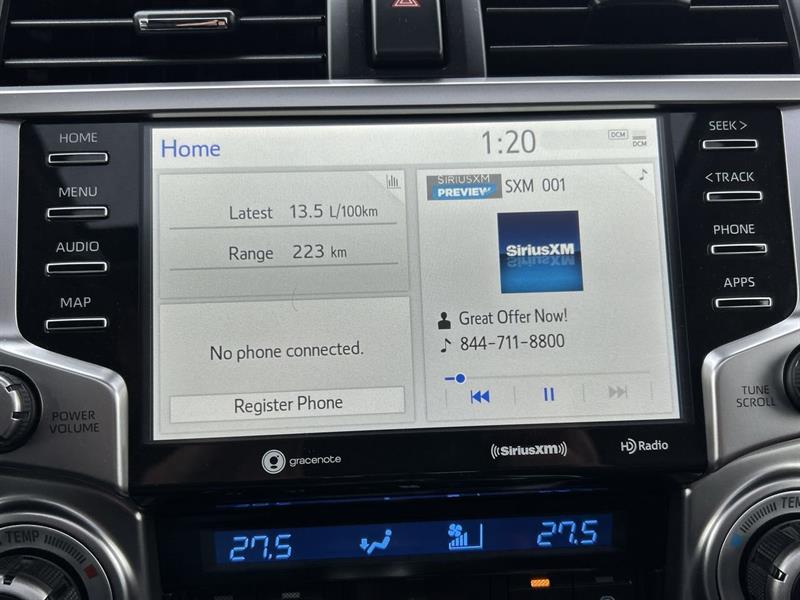 HOME
MENU
AUDIO
MAP
POWER
VOLUME
Home
1:20
DCM
DCM
Latest 13.5 L/100km
Range 223 km
No phone connected.
Register Phone
SIRIUSXM
PREVIEW
SXM 001
SiriusXM
Great Offer Now!
844-711-8800
SEEK >
< TRACK
PHONE
APPS
TUNE
SCROLL
gracenote
((SiriusXM))
HD Radio
TEMP
27.5
27.5
TEMP